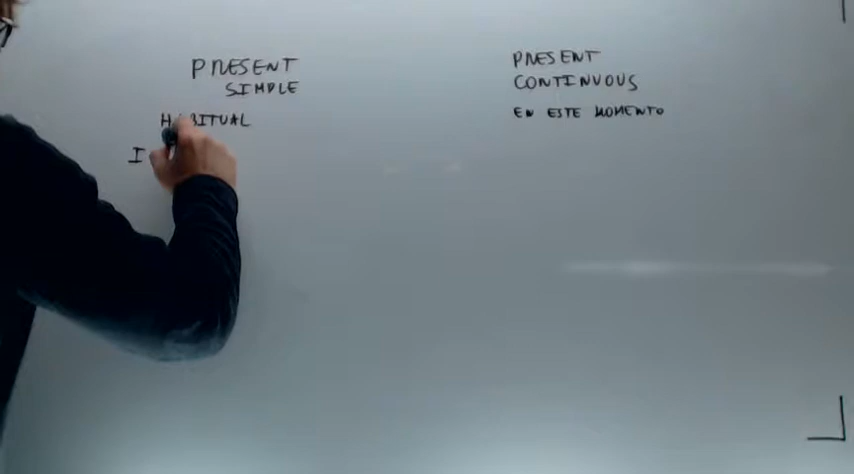 PRESENT
SIMPLE
HABITUAL
I
PRESENT
CONTINUOUS
EN ESTE MOMENTO